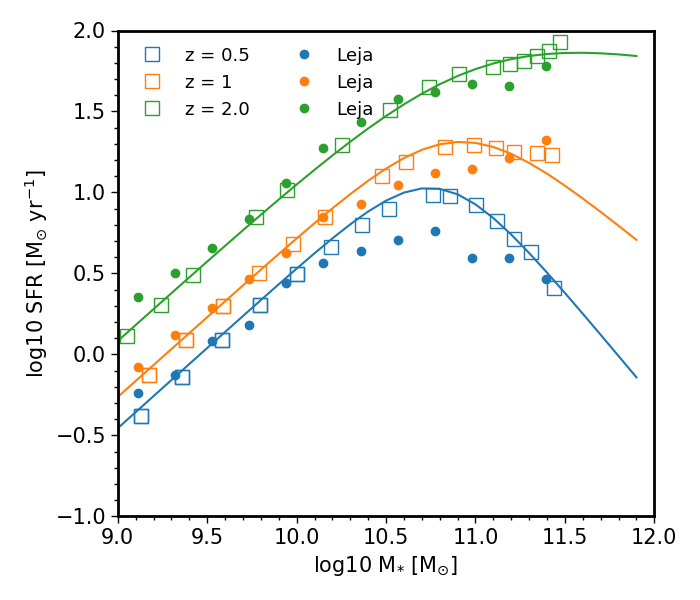 2.0
1.5
1.0
0.5
0.0
−0.5
−1.0
log10 SFR [M⊙ yr⁻¹]
z = 0.5 Leja
z = 1 Leja
z = 2.0 Leja
9.0 9.5 10.0 10.5 11.0 11.5 12.0
log10 M* [M⊙]